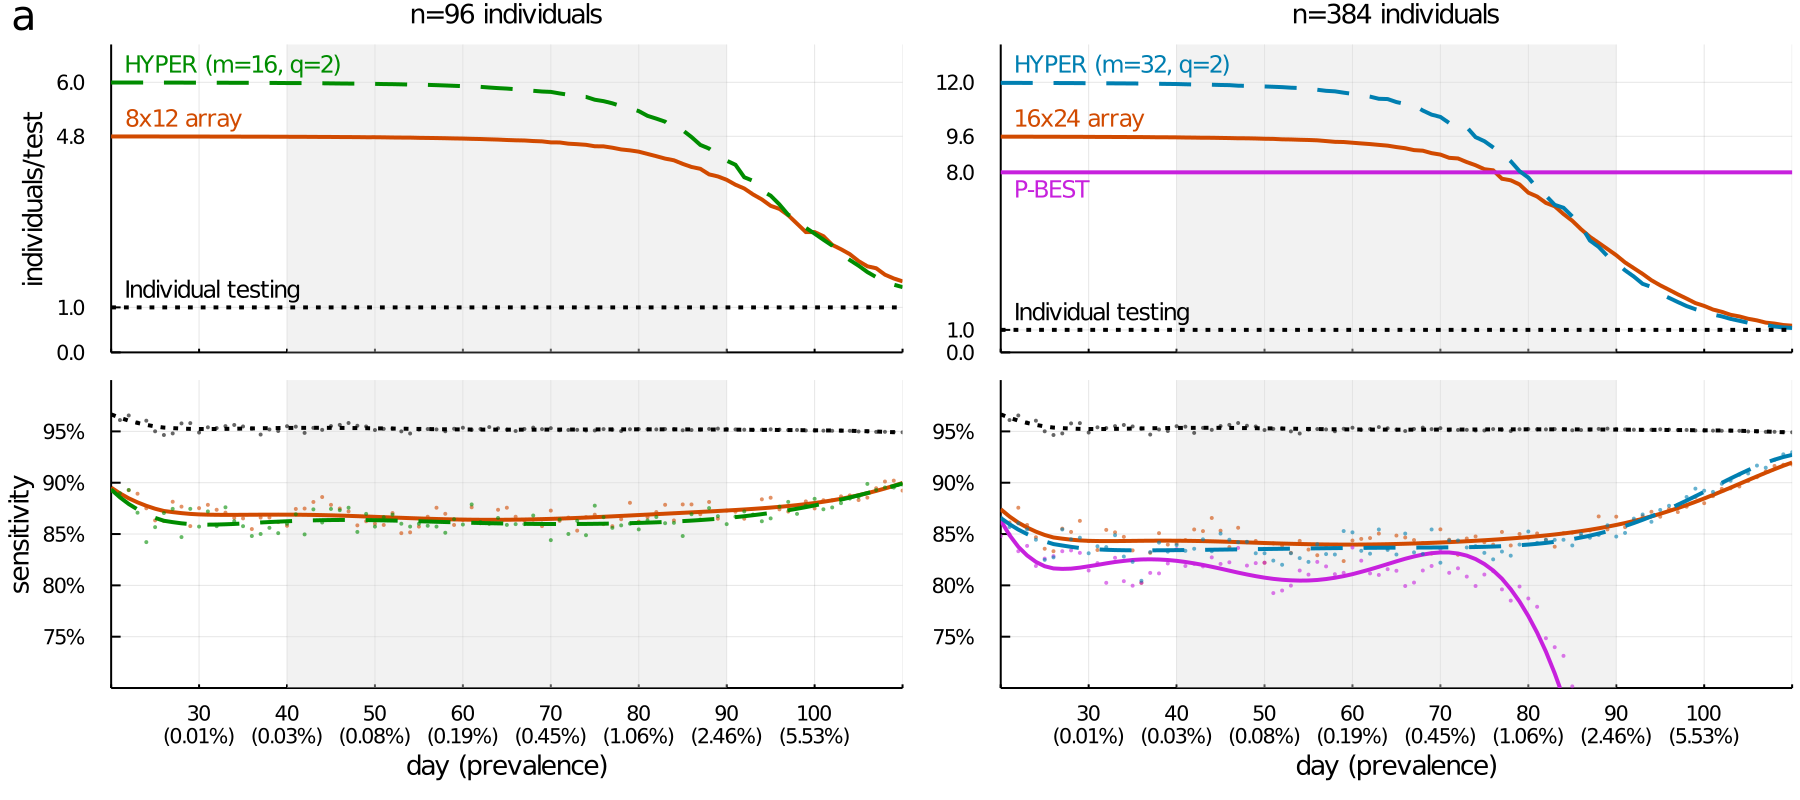 a
n=96 individuals
n=384 individuals
individuals/test
6.0
4.8
1.0
0.0
HYPER (m=16, q=2)
8x12 array
Individual testing
12.0
9.6
8.0
1.0
0.0
HYPER (m=32, q=2)
16x24 array
P-BEST
Individual testing
sensitivity
95%
90%
85%
80%
75%
95%
90%
85%
80%
75%
30 40 50 60 70 80 90 100
(0.01%) (0.03%) (0.08%) (0.19%) (0.45%) (1.06%) (2.46%) (5.53%)
day (prevalence)
30 40 50 60 70 80 90 100
(0.01%) (0.03%) (0.08%) (0.19%) (0.45%) (1.06%) (2.46%) (5.53%)
day (prevalence)